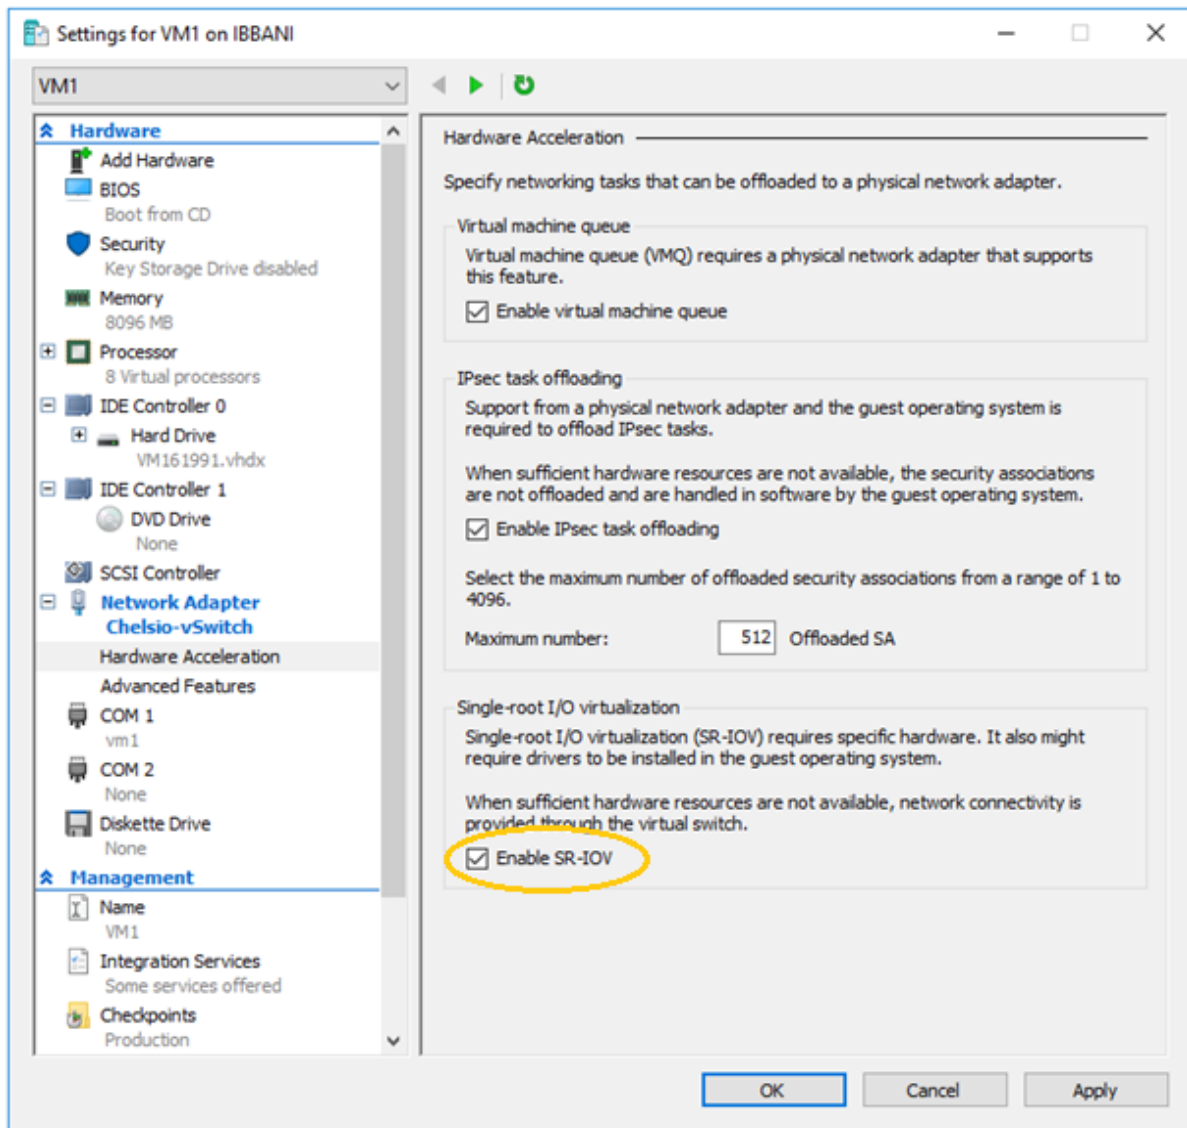 Settings for VM1 on IBBANI
VM1
Hardware
Add Hardware
BIOS
Boot from CD
Security
Key Storage Drive disabled
Memory
8096 MB
Processor
8 Virtual processors
IDE Controller 0
Hard Drive
VM161991.vhdx
IDE Controller 1
DVD Drive
None
SCSI Controller
Network Adapter
Chelsio-vSwitch
Hardware Acceleration
Advanced Features
COM 1
vm1
COM 2
None
Diskette Drive
None
Management
Name
VM1
Integration Services
Some services offered
Checkpoints
Production
Hardware Acceleration
Specify networking tasks that can be offloaded to a physical network adapter.
Virtual machine queue
Virtual machine queue (VMQ) requires a physical network adapter that supports
this feature.
Enable virtual machine queue
IPsec task offloading
Support from a physical network adapter and the guest operating system is
required to offload IPsec tasks.
When sufficient hardware resources are not available, the security associations
are not offloaded and are handled in software by the guest operating system.
Enable IPsec task offloading
Select the maximum number of offloaded security associations from a range of 1 to
4096.
Maximum number: 512 Offloaded SA
Single-root I/O virtualization
Single-root I/O virtualization (SR-IOV) requires specific hardware. It also might
require drivers to be installed in the guest operating system.
When sufficient hardware resources are not available, network connectivity is
provided through the virtual switch.
Enable SR-IOV
OK Cancel Apply